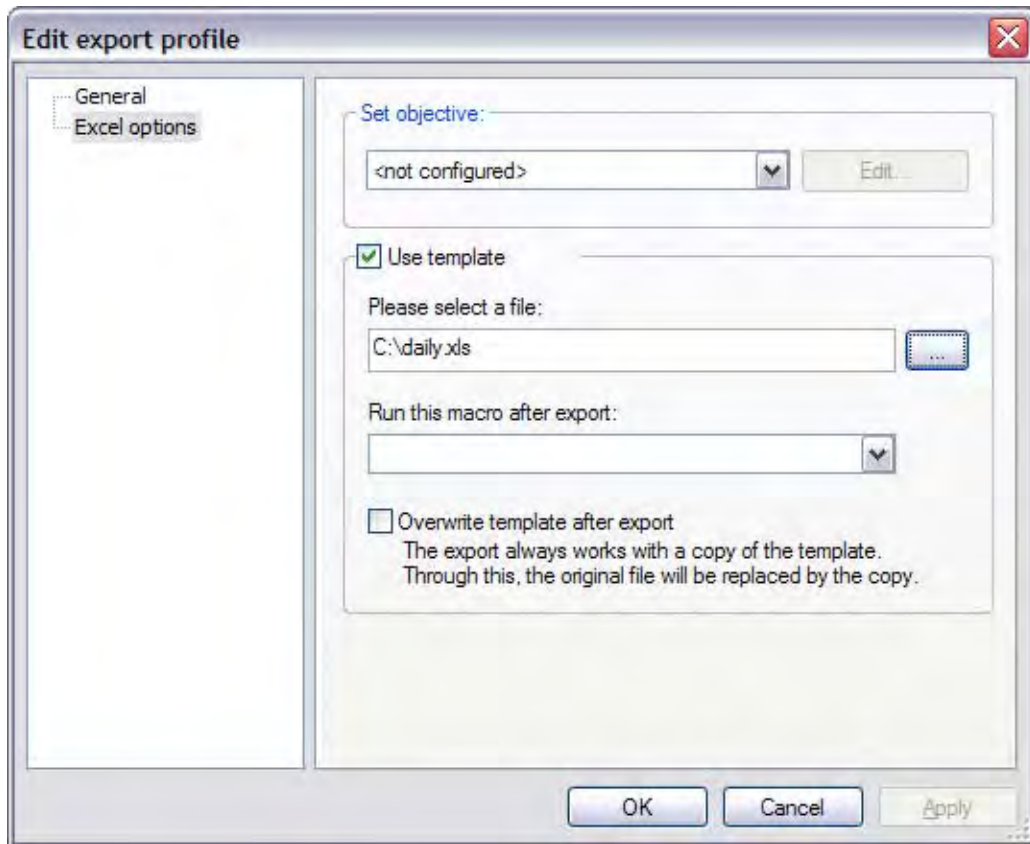 Edit export profile
General
Excel options
Set objective:
<not configured>
Edit...
Use template
Please select a file:
C:\daily.xls
...
Run this macro after export:
Overwrite template after export
The export always works with a copy of the template.
Through this, the original file will be replaced by the copy.
OK
Cancel
Apply